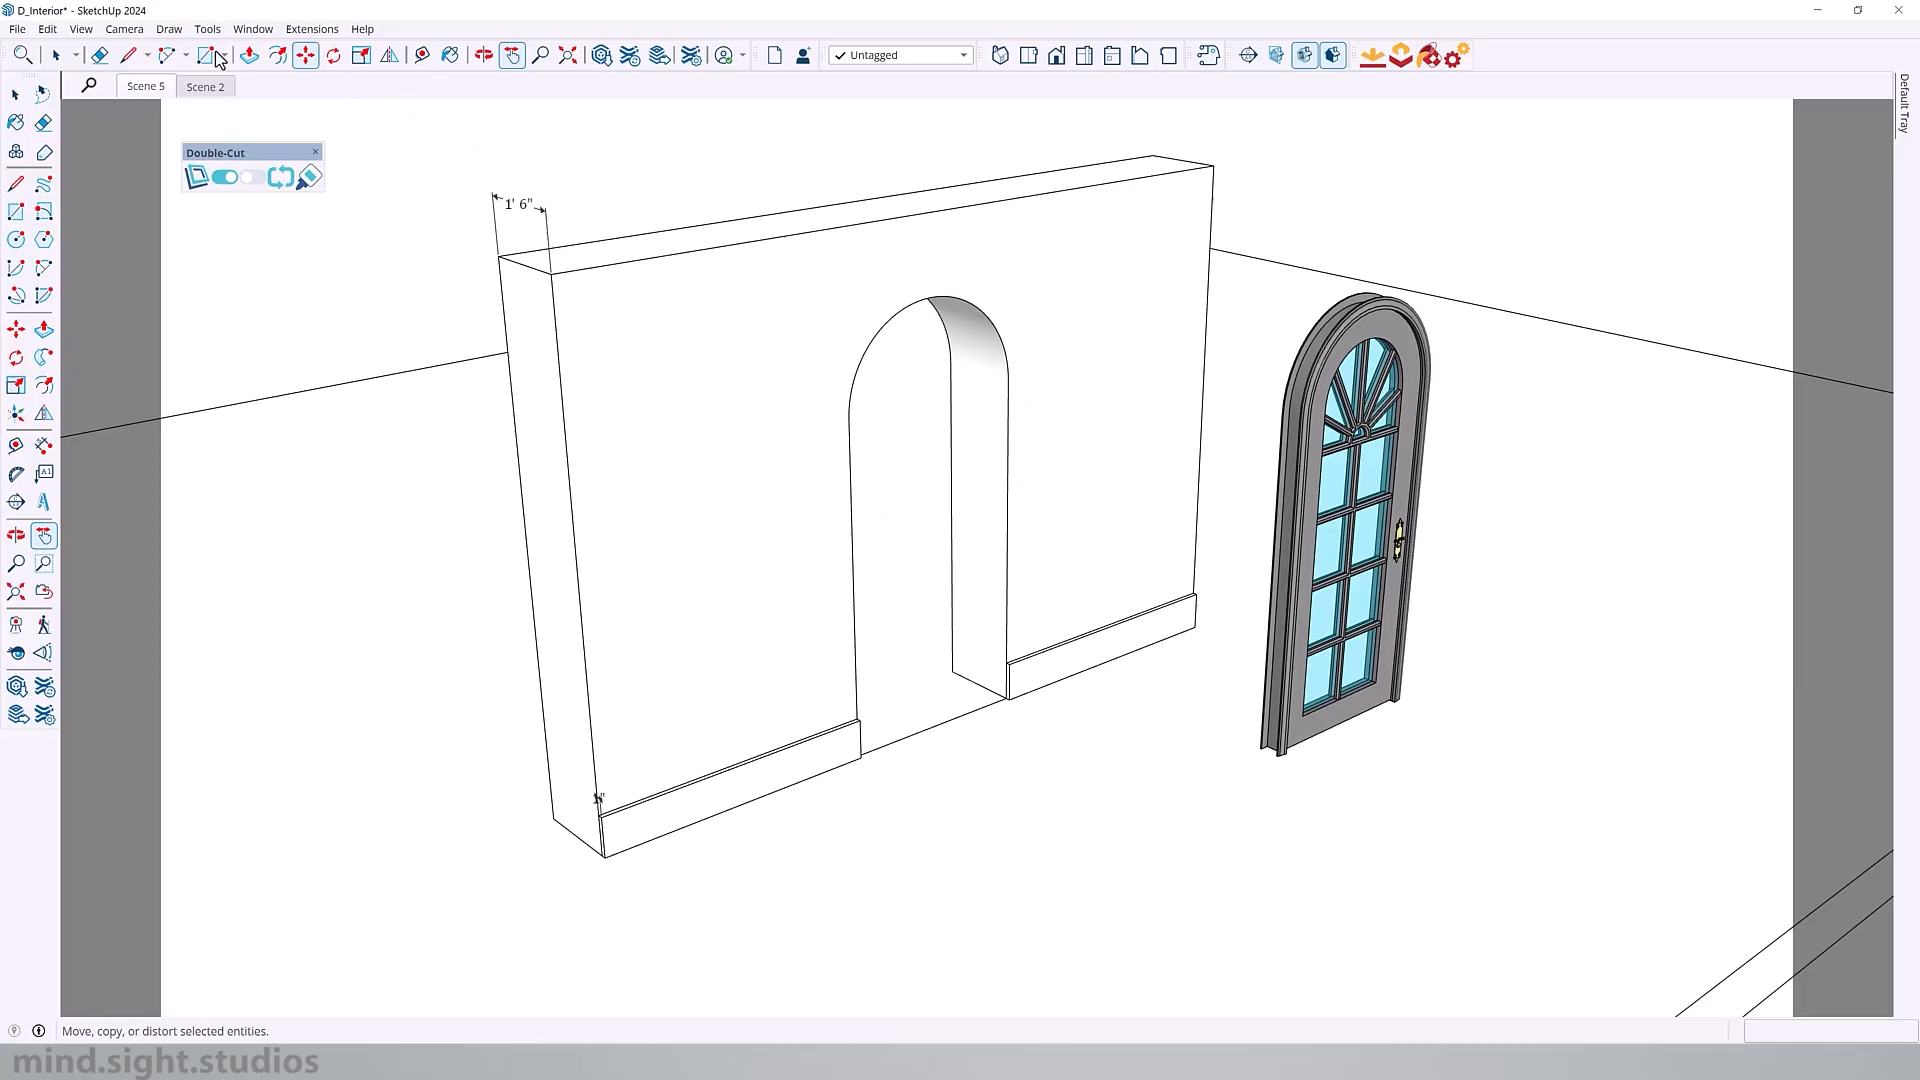 D_Interior* - SketchUp 2024
File Edit View Camera Draw Tools Window Extensions Help
Untagged
Scene 5 Scene 2
Default Tray
Double-Cut
1' 6"
A1
Move, copy, or distort selected entities.
mind.sight.studios